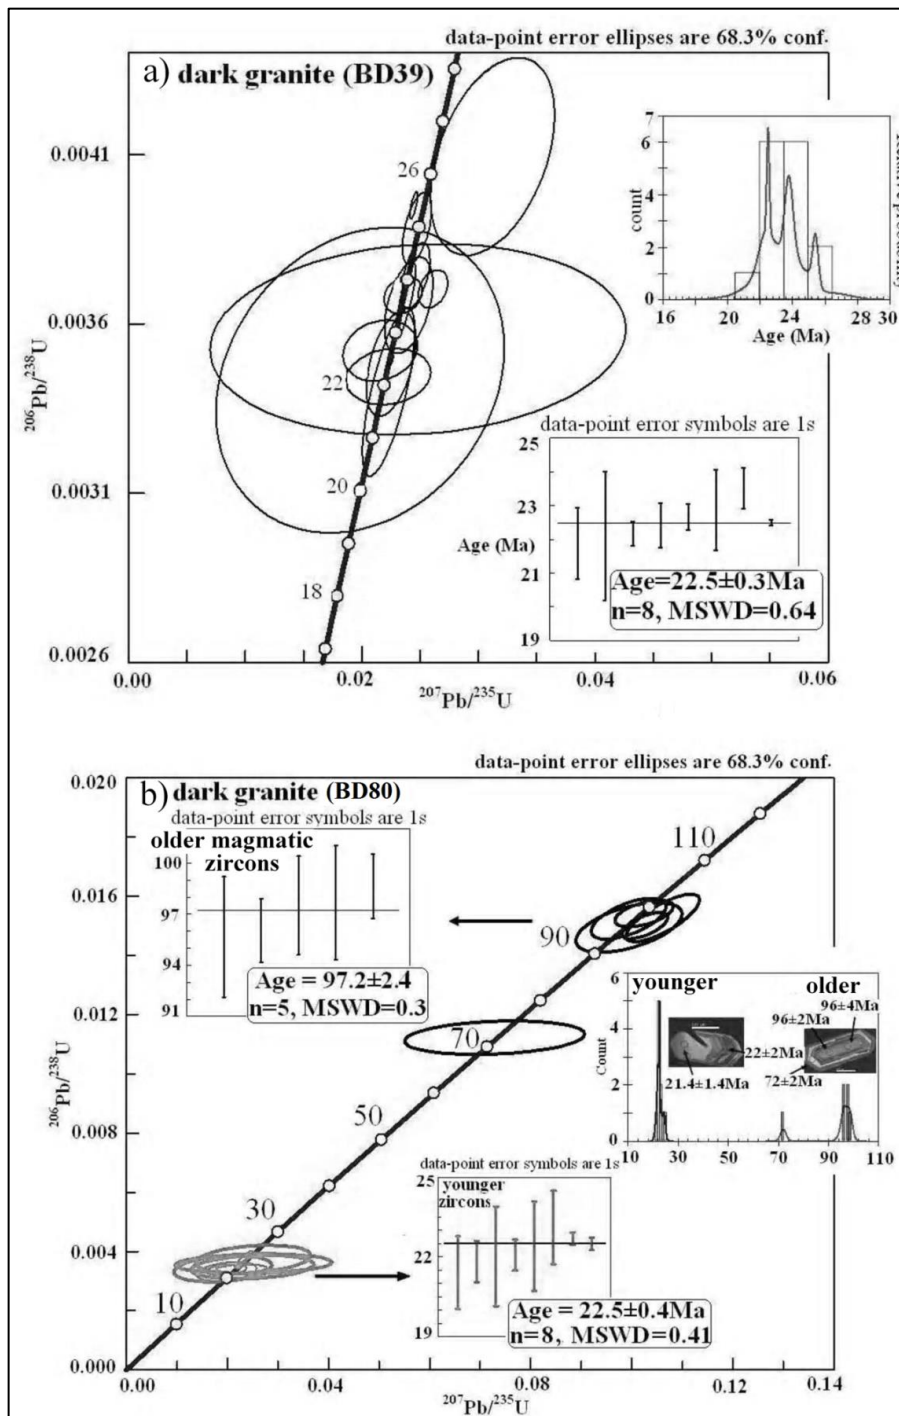 data-point error ellipses are 68.3% conf.
a) dark granite (BD39)
0.0041
0.0036
0.0031
0.0026
206Pb/238U
26
22
20
18
0.00
0.02
0.04
0.06
207Pb/235U
7
6
5
4
3
2
1
0
count
16
20
24
28
30
Age (Ma)
data-point error symbols are 1s
25
23
Age (Ma)
21
19
Age=22.5±0.3Ma
n=8, MSWD=0.64
data-point error ellipses are 68.3% conf.
b) dark granite (BD80)
data-point error symbols are 1s
older magmatic
zircons
100
97
94
91
Age = 97.2±2.4
n=5, MSWD=0.3
0.020
0.016
0.012
0.008
0.004
0.000
206Pb/238U
110
90
70
50
30
10
younger
older
6
4
2
0
Count
96±4Ma
96±2Ma
22±2Ma
21.4±1.4Ma
72±2Ma
10
30
50
70
90
110
data-point error symbols are 1s
younger
zircons
25
22
19
Age = 22.5±0.4Ma
n=8, MSWD=0.41
0.00
0.04
0.08
0.12
0.14
207Pb/235U